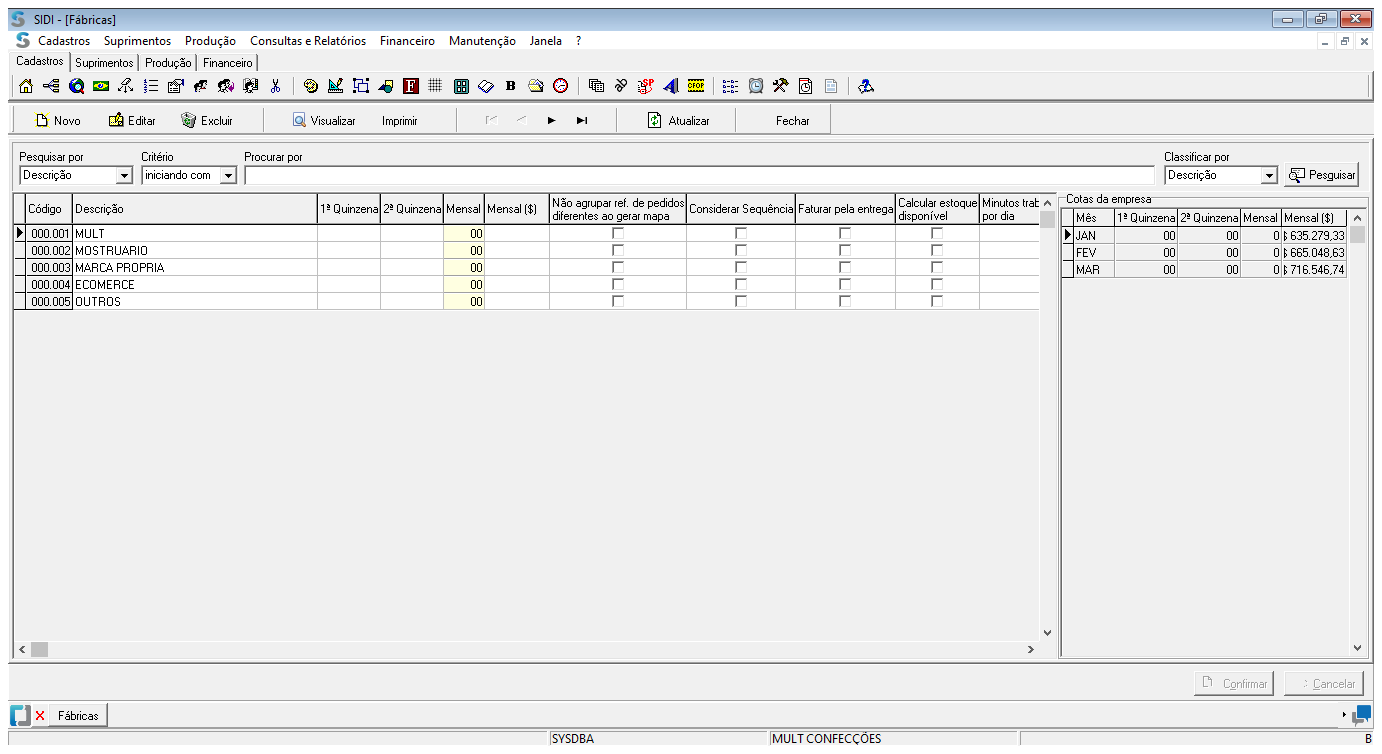 SIDI - [Fábricas]
Cadastros Suprimentos Produção Consultas e Relatórios Financeiro Manutenção Janela ?
Cadastros Suprimentos Produção Financeiro
Novo Editar Excluir Visualizar Imprimir Atualizar Fechar
Pesquisar por Critério Procurar por Classificar por
Descrição iniciando com Descrição Pesquisar
Código Descrição 1ª Quinzena 2ª Quinzena Mensal Mensal ($) Não agrupar ref. de pedidos diferentes ao gerar mapa Considerar Sequência Faturar pela entrega Calcular estoque disponível Minutos trab por dia
000.001 MULT 00
000.002 MOSTRUARIO 00
000.003 MARCA PROPRIA 00
000.004 ECOMERCE 00
000.005 OUTROS 00
Cotas da empresa
Mês 1ª Quinzena 2ª Quinzena Mensal Mensal ($)
JAN 00 00 0 $ 635.279,33
FEV 00 00 0 $ 665.048,63
MAR 00 00 0 $ 716.546,74
Confirmar Cancelar
Fábricas
SYSDBA MULT CONFECÇÕES B